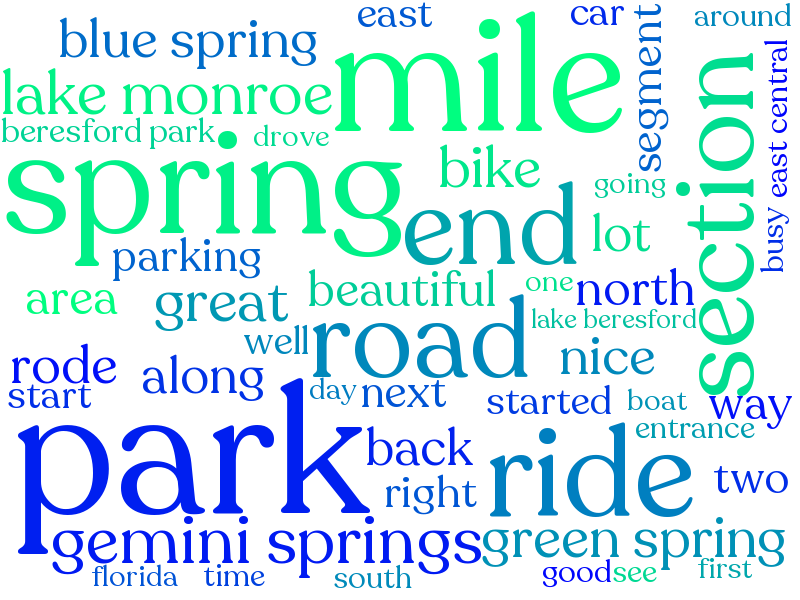 east
car
around
blue spring
mile
segment
lake monroe
section
busy east central
beresford park
drove
spring
bike
going
end
lot
parking
beautiful
one
north
area
great
lake beresford
well
road
nice
rode
along
day
next
start
started
boat
way
park
back
ride
entrance
right
two
gemini springs
green spring
florida
time
south
good
see
first